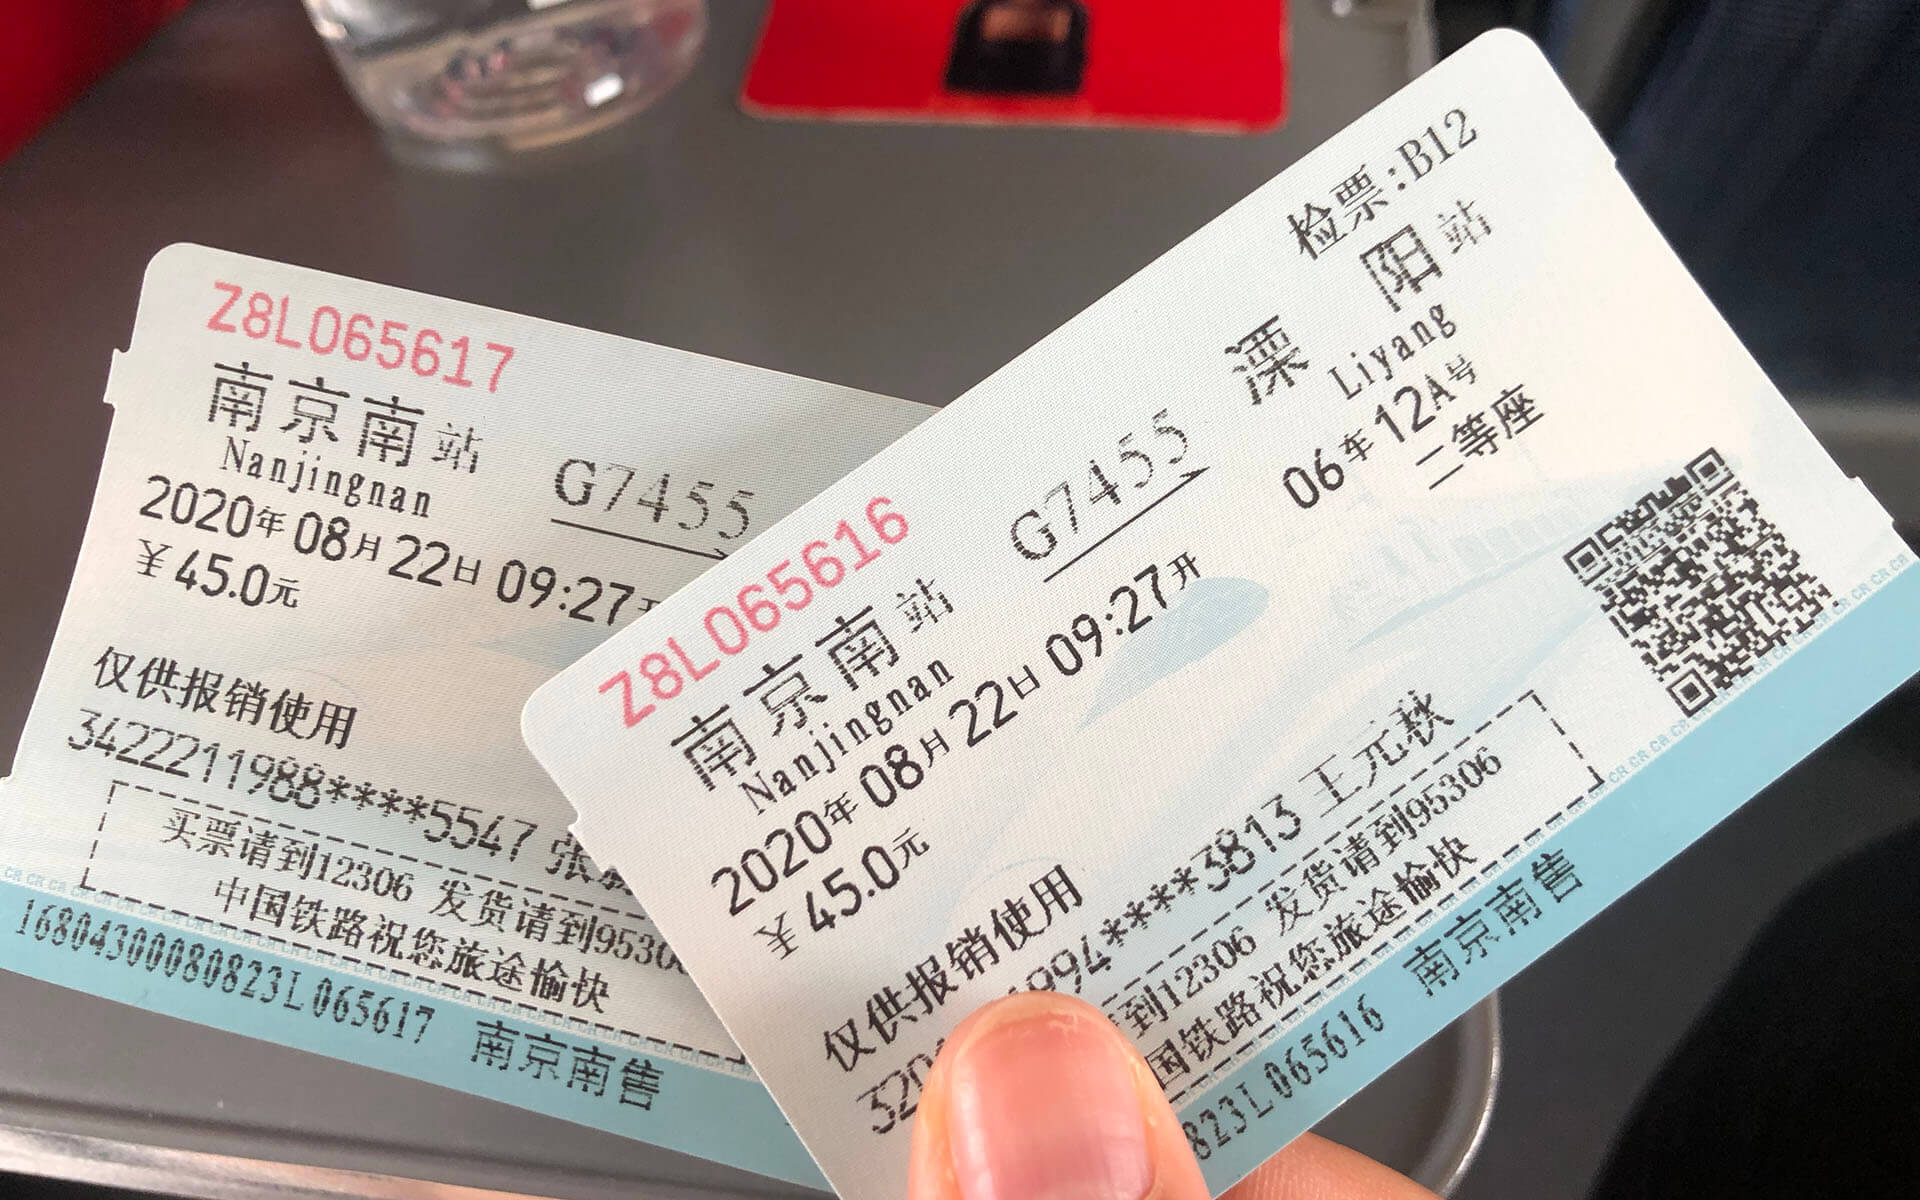 Z8L065617
南京南站
Nanjingnan
G7455
2020年08月22日09:27开
¥45.0元
仅供报销使用
3422211988****5547
买票请到12306 发货请到9530
中国铁路祝您旅途愉快
16804300080823L065617 南京南售
检票:B12
Z8L065616
南京南站
Nanjingnan
G7455
溧阳站
Liyang
2020年08月22日09:27开
06车12A号
¥45.0元
二等座
仅供报销使用
320 1994****3813 王元秋
到12306 发货请到95306
国铁路祝您旅途愉快
823L065616 南京南售
CR CR CR